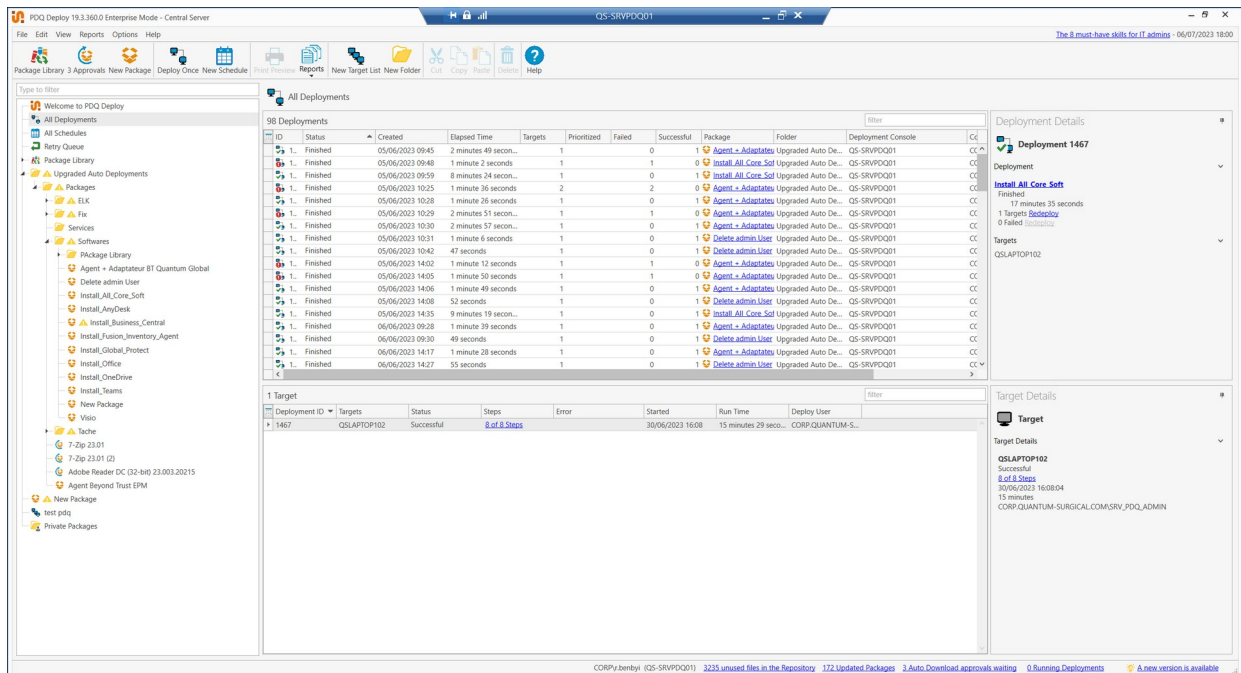 PDQ Deploy 19.3.360.0 Enterprise Mode - Central Server
QS-SRVPDQ01
File Edit View Reports Options Help
The 8 must-have skills for IT admins - 06/07/2023 18:00
Package Library 3 Approvals New Package Deploy Once New Schedule Print Preview Reports New Target List New Folder Cut Copy Paste Delete Help
Type to filter
Welcome to PDQ Deploy
All Deployments
All Schedules
Retry Queue
Package Library
Upgraded Auto Deployments
Packages
ELK
Fix
Services
Softwares
PAckage Library
Agent + Adaptateur BT Quantum Global
Delete admin User
Install_All_Core_Soft
Install_AnyDesk
Install_Business_Central
Install_Fusion_Inventory_Agent
Install_Global_Protect
Install_Office
Install_OneDrive
Install_Teams
New Package
Visio
Tache
7-Zip 23.01
7-Zip 23.01 (2)
Adobe Reader DC (32-bit) 23.003.20215
Agent Beyond Trust EPM
New Package
test pdq
Private Packages
All Deployments
98 Deployments filter
ID Status Created Elapsed Time Targets Prioritized Failed Successful Package Folder Deployment Console
1... Finished 05/06/2023 09:45 2 minutes 49 secon... 1 0 1 Agent + Adaptateu Upgraded Auto De... QS-SRVPDQ01
1... Finished 05/06/2023 09:48 1 minute 2 seconds 1 1 0 Install All Core Sof Upgraded Auto De... QS-SRVPDQ01
1... Finished 05/06/2023 09:59 8 minutes 24 secon... 1 0 1 Install All Core Sof Upgraded Auto De... QS-SRVPDQ01
1... Finished 05/06/2023 10:25 1 minute 36 seconds 2 2 0 Agent + Adaptateu Upgraded Auto De... QS-SRVPDQ01
1... Finished 05/06/2023 10:28 1 minute 26 seconds 1 0 1 Agent + Adaptateu Upgraded Auto De... QS-SRVPDQ01
1... Finished 05/06/2023 10:29 2 minutes 51 secon... 1 1 0 Agent + Adaptateu Upgraded Auto De... QS-SRVPDQ01
1... Finished 05/06/2023 10:30 2 minutes 57 secon... 1 0 1 Agent + Adaptateu Upgraded Auto De... QS-SRVPDQ01
1... Finished 05/06/2023 10:31 1 minute 6 seconds 1 0 1 Delete admin User Upgraded Auto De... QS-SRVPDQ01
1... Finished 05/06/2023 10:42 47 seconds 1 0 1 Delete admin User Upgraded Auto De... QS-SRVPDQ01
1... Finished 05/06/2023 14:02 1 minute 12 seconds 1 1 0 Agent + Adaptateu Upgraded Auto De... QS-SRVPDQ01
1... Finished 05/06/2023 14:05 1 minute 50 seconds 1 1 0 Agent + Adaptateu Upgraded Auto De... QS-SRVPDQ01
1... Finished 05/06/2023 14:06 1 minute 49 seconds 1 0 1 Agent + Adaptateu Upgraded Auto De... QS-SRVPDQ01
1... Finished 05/06/2023 14:08 52 seconds 1 0 1 Delete admin User Upgraded Auto De... QS-SRVPDQ01
1... Finished 05/06/2023 14:35 9 minutes 19 secon... 1 0 1 Install All Core Sof Upgraded Auto De... QS-SRVPDQ01
1... Finished 06/06/2023 09:28 1 minute 39 seconds 1 0 1 Agent + Adaptateu Upgraded Auto De... QS-SRVPDQ01
1... Finished 06/06/2023 09:30 49 seconds 1 0 1 Delete admin User Upgraded Auto De... QS-SRVPDQ01
1... Finished 06/06/2023 14:17 1 minute 28 seconds 1 0 1 Agent + Adaptateu Upgraded Auto De... QS-SRVPDQ01
1... Finished 06/06/2023 14:27 55 seconds 1 0 1 Delete admin User Upgraded Auto De... QS-SRVPDQ01
1 Target filter
Deployment ID Targets Status Steps Error Started Run Time Deploy User
1467 QSLAPTOP102 Successful 8 of 8 Steps 30/06/2023 16:08 15 minutes 29 seco... CORP.QUANTUM-S...
Deployment Details
Deployment 1467
Deployment
Install All Core Soft
Finished
17 minutes 35 seconds
1 Targets Redeploy
0 Failed Redeploy
Targets
QSLAPTOP102
Target Details
Target
Target Details
QSLAPTOP102
Successful
8 of 8 Steps
30/06/2023 16:08:04
15 minutes
CORP.QUANTUM-SURGICAL.COM\SRV_PDQ_ADMIN
CORP\r.benbyi (QS-SRVPDQ01) 3235 unused files in the Repository 172 Updated Packages 3 Auto Download approvals waiting 0 Running Deployments A new version is available